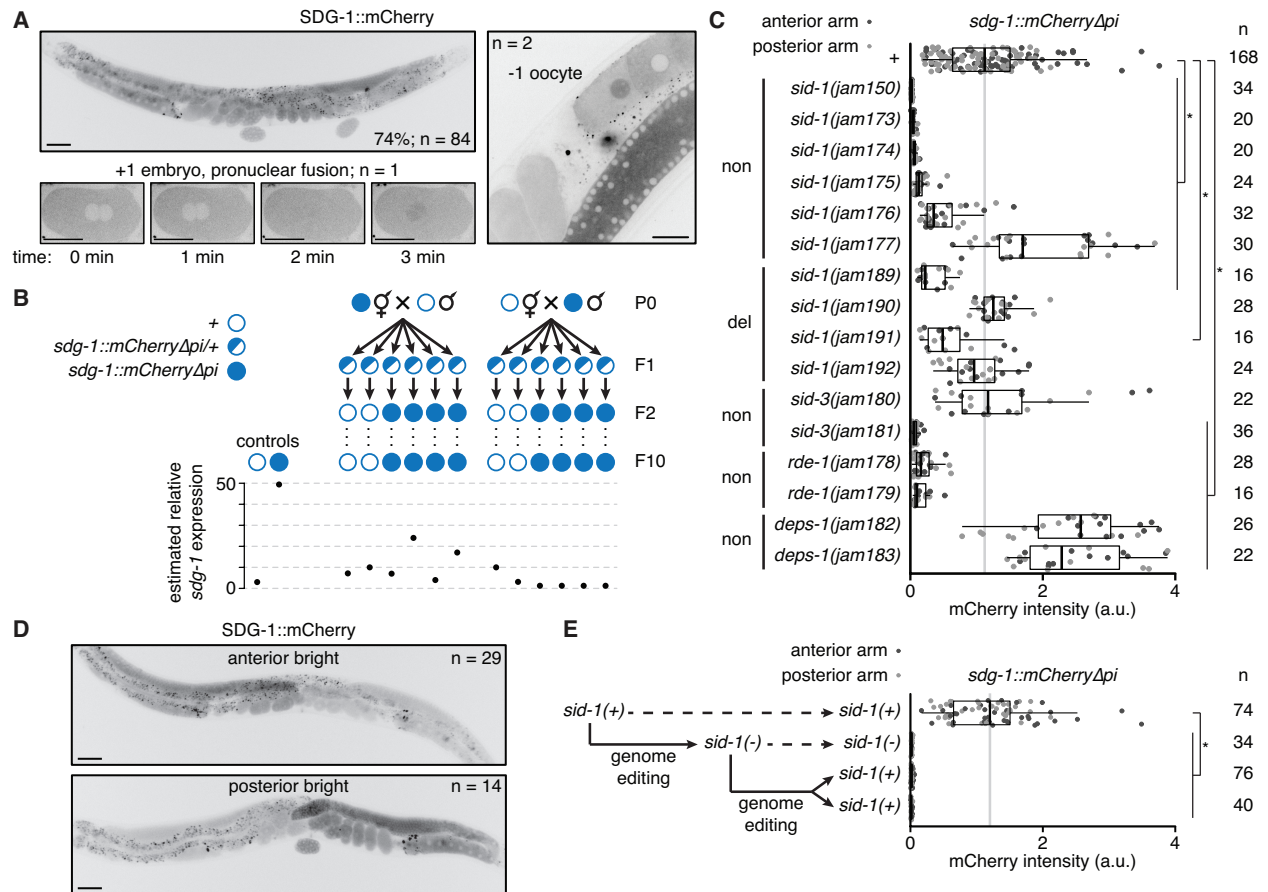 A
SDG-1::mCherry
n = 2
-1 oocyte
74%; n = 84
+1 embryo, pronuclear fusion; n = 1
time: 0 min 1 min 2 min 3 min
B
+
sdg-1::mCherryΔpi/+
sdg-1::mCherryΔpi
P0
F1
F2
F10
controls
estimated relative
sdg-1 expression
50
0
C
anterior arm
posterior arm
sdg-1::mCherryΔpi
n
+ 168
non
sid-1(jam150) 34
sid-1(jam173) 20
sid-1(jam174) 20
sid-1(jam175) 24
sid-1(jam176) 32
sid-1(jam177) 30
del
sid-1(jam189) 16
sid-1(jam190) 28
sid-1(jam191) 16
sid-1(jam192) 24
non
sid-3(jam180) 22
sid-3(jam181) 36
non
rde-1(jam178) 28
rde-1(jam179) 16
non
deps-1(jam182) 26
deps-1(jam183) 22
*
*
*
0 2 4
mCherry intensity (a.u.)
D
SDG-1::mCherry
anterior bright n = 29
posterior bright n = 14
E
anterior arm
posterior arm
sdg-1::mCherryΔpi
n
sid-1(+) sid-1(+) 74
genome
editing
sid-1(-) sid-1(-) 34
genome
editing
sid-1(+) 76
sid-1(+) 40
*
0 2 4
mCherry intensity (a.u.)